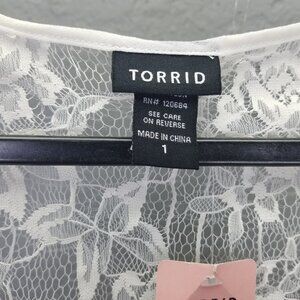 TORRID
RN# 120684
SEE CARE
ON REVERSE
MADE IN CHINA
1